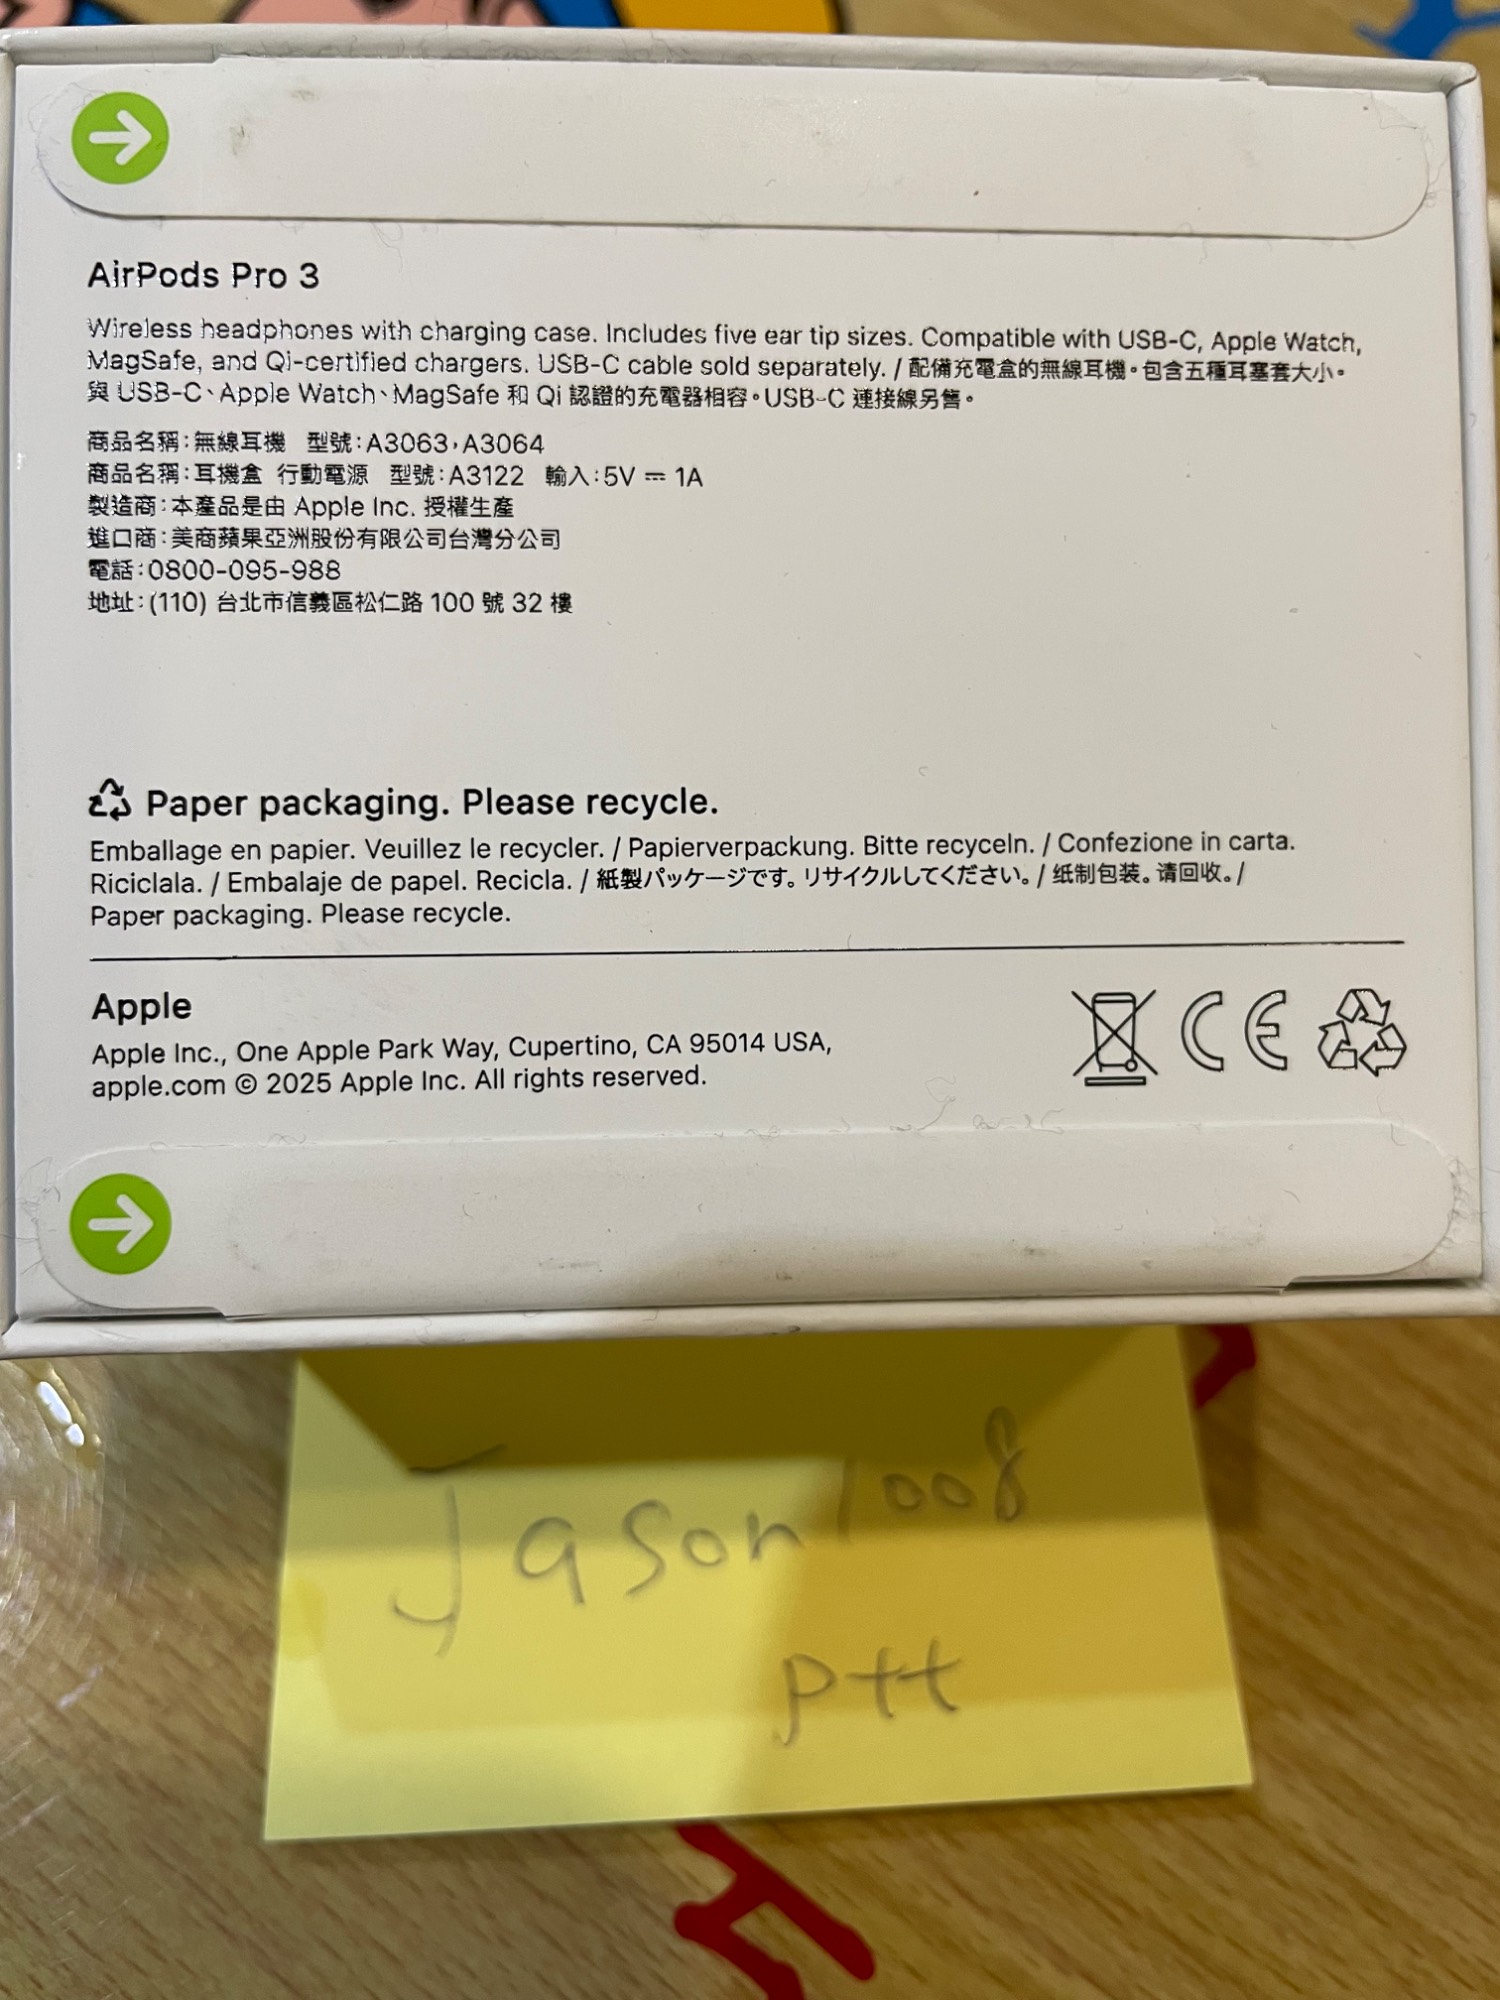 AirPods Pro 3
Wireless headphones with charging case. Includes five ear tip sizes. Compatible with USB-C, Apple Watch,
MagSafe, and Qi-certified chargers. USB-C cable sold separately. / 配備充電盒的無線耳機。包含五種耳塞套大小。
與 USB-C、Apple Watch、MagSafe 和 Qi 認證的充電器相容。USB-C 連接線另售。
商品名稱：無線耳機 型號：A3063，A3064
商品名稱：耳機盒 行動電源 型號：A3122 輸入：5V ⎓ 1A
製造商：本產品是由 Apple Inc. 授權生產
進口商：美商蘋果亞洲股份有限公司台灣分公司
電話：0800-095-988
地址：(110) 台北市信義區松仁路 100 號 32 樓
Paper packaging. Please recycle.
Emballage en papier. Veuillez le recycler. / Papierverpackung. Bitte recyceln. / Confezione in carta.
Riciclala. / Embalaje de papel. Recicla. / 紙製パッケージです。リサイクルしてください。/ 纸制包装。请回收。/
Paper packaging. Please recycle.
Apple
Apple Inc., One Apple Park Way, Cupertino, CA 95014 USA,
apple.com © 2025 Apple Inc. All rights reserved.
CE
Jason1008
ptt